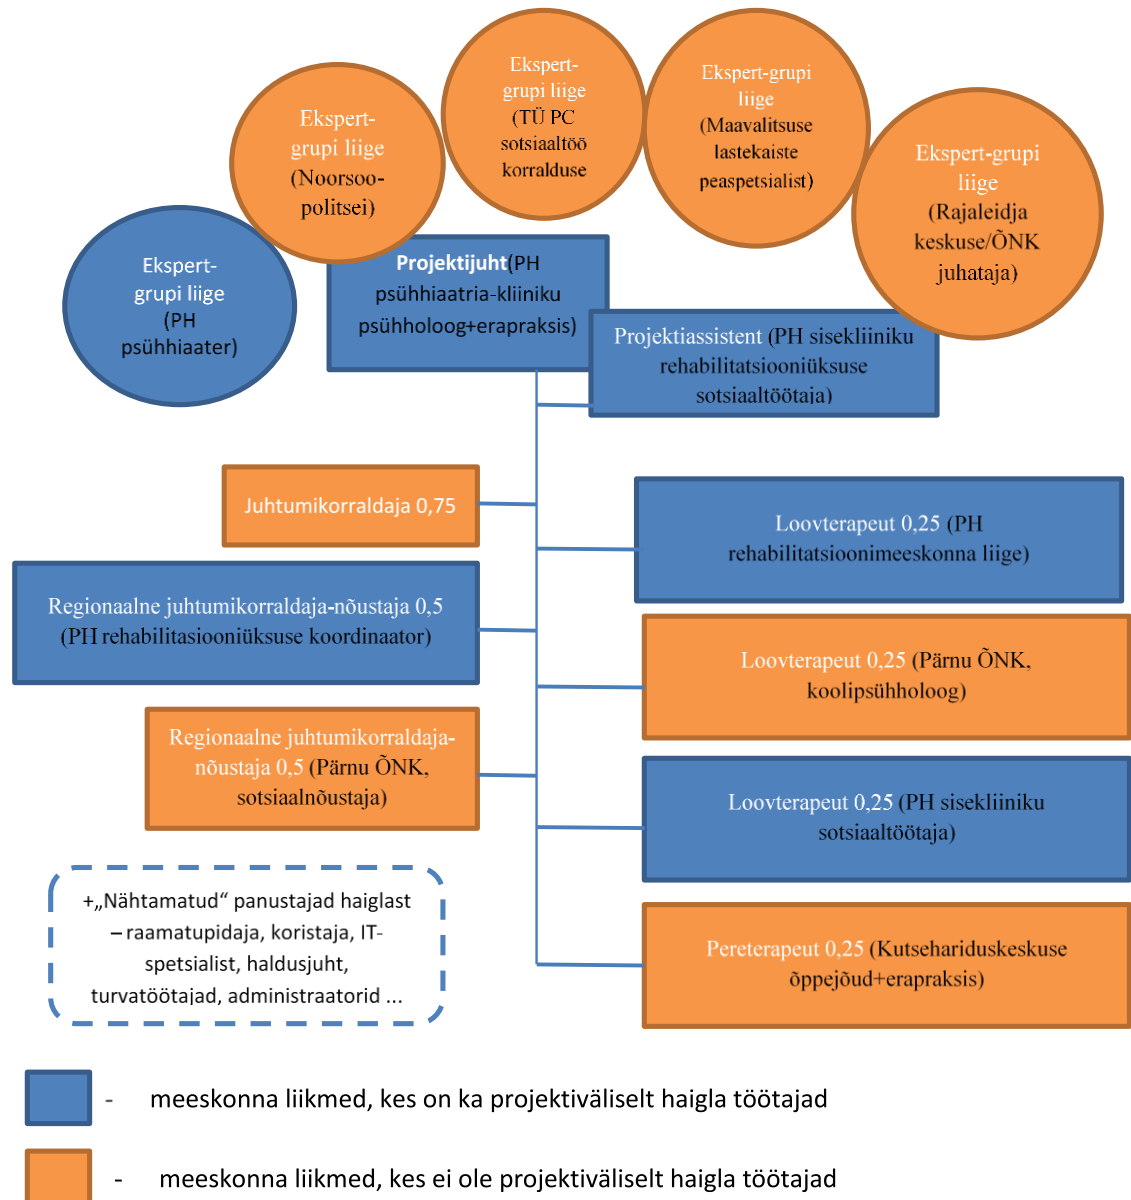 Ekspert-
grupi liige
(PH
psühhiaater)
Ekspert-
grupi liige
(Noorsoo-
politsei)
Ekspert-
grupi liige
(TÜ PC
sotsiaaltöö
korralduse
Ekspert-grupi
liige
(Maavalitsuse
lastekaiste
peaspetsialist)
Ekspert-grupi
liige
(Rajaleidja
keskuse/ÕNK
juhataja)
Projektijuht(PH
psühhiaatria-kliiniku
psühholoog+erapraksis)
Projektiassistent (PH sisekliiniku
rehabilitatsiooniüksuse
sotsiaaltöötaja)
Juhtumikorraldaja 0,75
Regionaalne juhtumikorraldaja-nõustaja 0,5
(PH rehabilitasiooniüksuse koordinaator)
Regionaalne juhtumikorraldaja-
nõustaja 0,5 (Pärnu ÕNK,
sotsiaalnõustaja)
Loovterapeut 0,25 (PH
rehabilitatsioonimeeskonna liige)
Loovterapeut 0,25 (Pärnu ÕNK,
koolipsühholoog)
Loovterapeut 0,25 (PH sisekliiniku
sotsiaaltöötaja)
Pereterapeut 0,25 (Kutsehariduskeskuse
õppejõud+erapraksis)
+„Nähtamatud“ panustajad haiglast
– raamatupidaja, koristaja, IT-
spetsialist, haldusjuht,
turvatöötajad, administraatorid ...
- meeskonna liikmed, kes on ka projektiväliselt haigla töötajad
- meeskonna liikmed, kes ei ole projektiväliselt haigla töötajad